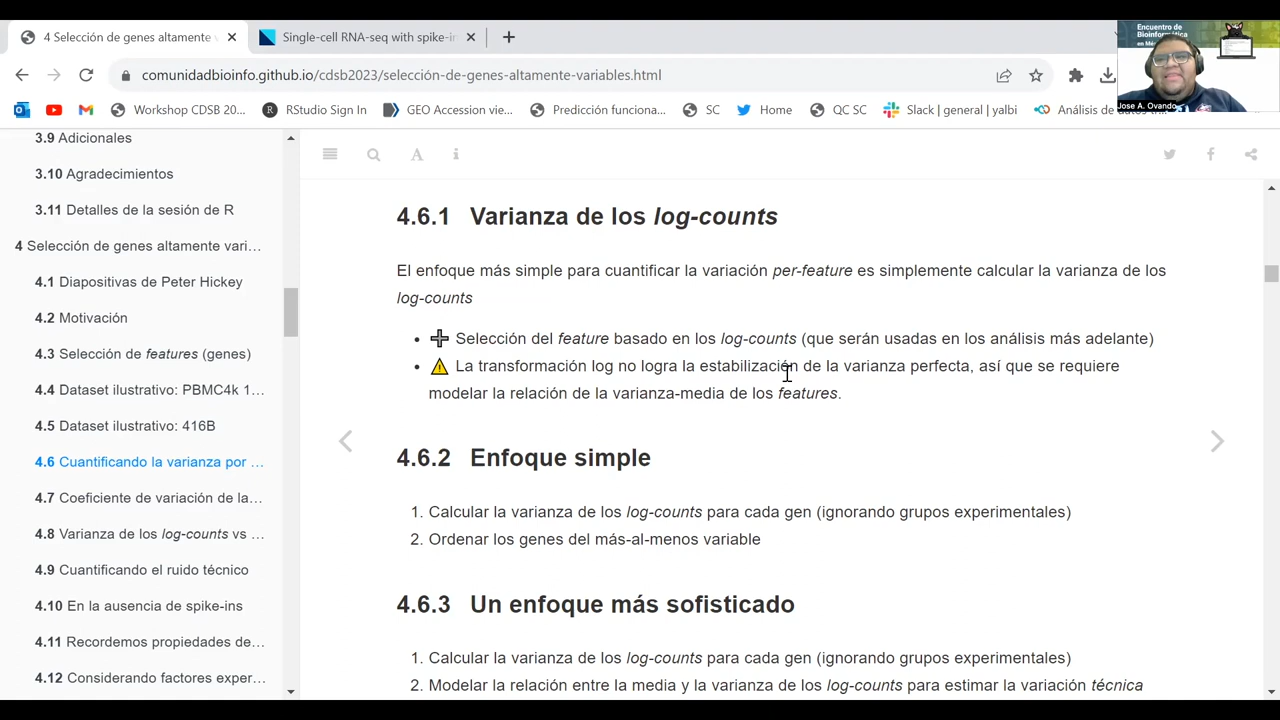 4 Selección de genes altamente
Single-cell RNA-seq with spike-in
comunidadbioinfo.github.io/cdsb2023/selección-de-genes-altamente-variables.html
Encuentro de
Bioinformática
en Méx
Jose A. Ovando
Workshop CDSB 20...
RStudio Sign In
GEO Accession vie...
Predicción funciona...
SC
Home
QC SC
Slack | general | yalbi
Análisis de datos
3.9 Adicionales
3.10 Agradecimientos
3.11 Detalles de la sesión de R
4 Selección de genes altamente vari...
4.1 Diapositivas de Peter Hickey
4.2 Motivación
4.3 Selección de features (genes)
4.4 Dataset ilustrativo: PBMC4k 1...
4.5 Dataset ilustrativo: 416B
4.6 Cuantificando la varianza por ...
4.7 Coeficiente de variación de la...
4.8 Varianza de los log-counts vs ...
4.9 Cuantificando el ruido técnico
4.10 En la ausencia de spike-ins
4.11 Recordemos propiedades de...
4.12 Considerando factores exper...
4.6.1 Varianza de los log-counts
El enfoque más simple para cuantificar la variación per-feature es simplemente calcular la varianza de los
log-counts
• Selección del feature basado en los log-counts (que serán usadas en los análisis más adelante)
• La transformación log no logra la estabilización de la varianza perfecta, así que se requiere
modelar la relación de la varianza-media de los features.
4.6.2 Enfoque simple
1. Calcular la varianza de los log-counts para cada gen (ignorando grupos experimentales)
2. Ordenar los genes del más-al-menos variable
4.6.3 Un enfoque más sofisticado
1. Calcular la varianza de los log-counts para cada gen (ignorando grupos experimentales)
2. Modelar la relación entre la media y la varianza de los log-counts para estimar la variación técnica